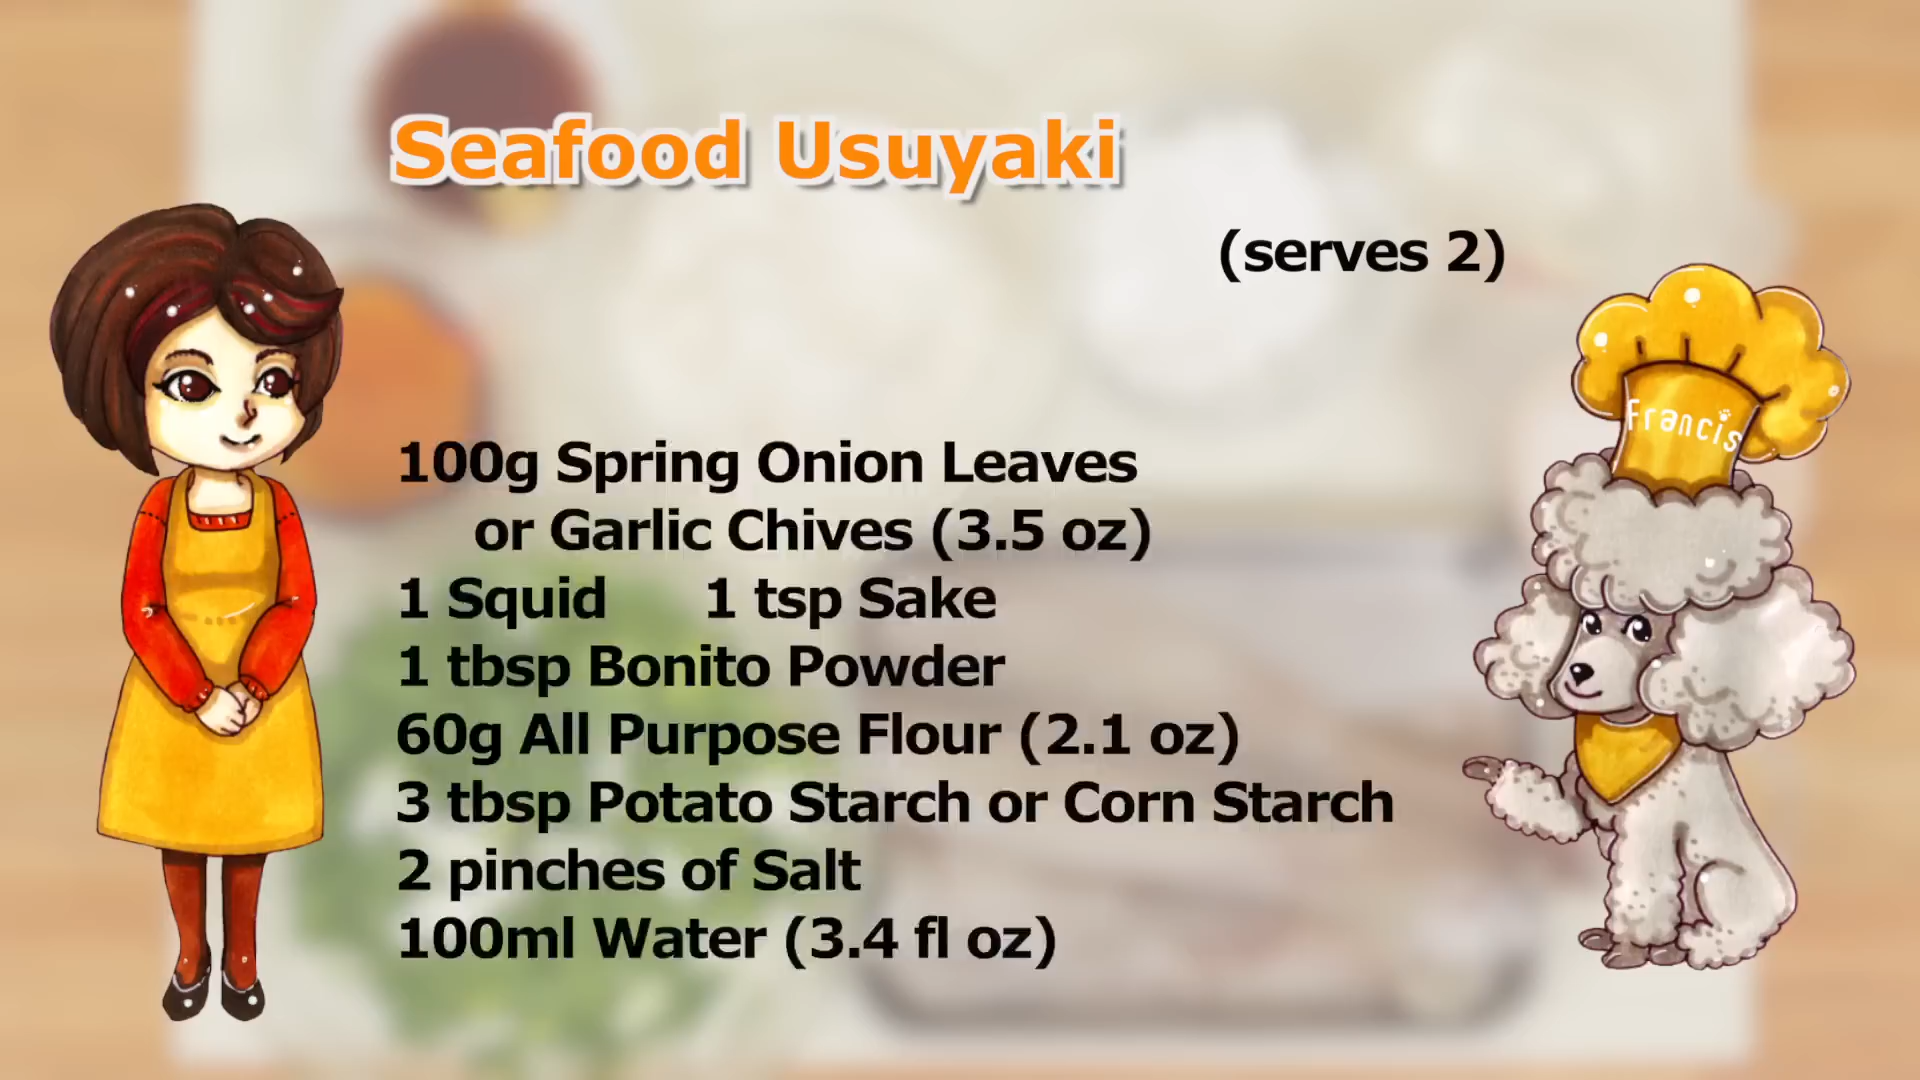 Seafood Usuyaki
(serves 2)
Francis
100g Spring Onion Leaves
or Garlic Chives (3.5 oz)
1 Squid 1 tsp Sake
1 tbsp Bonito Powder
60g All Purpose Flour (2.1 oz)
3 tbsp Potato Starch or Corn Starch
2 pinches of Salt
100ml Water (3.4 fl oz)